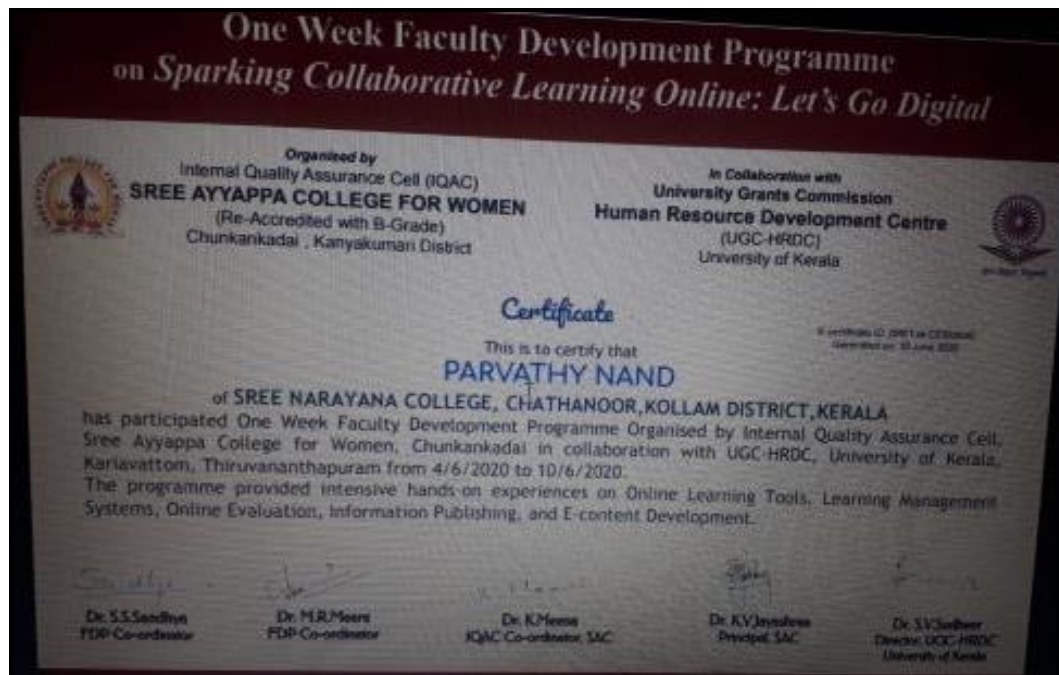 One Week Faculty Development Programme
on Sparking Collaborative Learning Online: Let's Go Digital
Organised by
Internal Quality Assurance Cell (IQAC)
SREE AYYAPPA COLLEGE FOR WOMEN
(Re-Accredited with B-Grade)
Chunkankadai , Kanyakumari District
In Collaboration with
University Grants Commission
Human Resource Development Centre
(UGC-HRDC)
University of Kerala
Certificate
Generated on: 10 June 2020
This is to certify that
PARVATHY NAND
of SREE NARAYANA COLLEGE, CHATHANOOR,KOLLAM DISTRICT,KERALA
has participated One Week Faculty Development Programme Organised by Internal Quality Assurance Cell,
Sree Ayyappa College for Women, Chunkankadai in collaboration with UGC-HRDC, University of Kerala,
Kariavattom, Thiruvananthapuram from 4/6/2020 to 10/6/2020.
The programme provided intensive hands-on experiences on Online Learning Tools, Learning Management
Systems, Online Evaluation, Information Publishing, and E-content Development.
Dr. S.S.Sandhya
FDP Co-ordinator
Dr. M.R.Meera
FDP Co-ordinator
Dr. K.Meena
IQAC Co-ordinator, SAC
Dr. K.V.Jayasree
Principal, SAC
Dr. S.V.Sudheer
Director, UGC-HRDC
University of Kerala